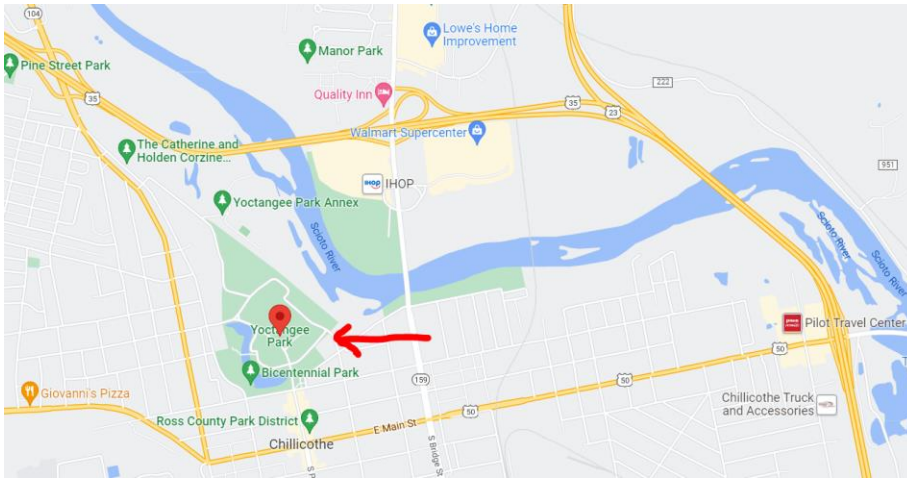 104
Pine Street Park
Manor Park
Lowe's Home
Improvement
35
Quality Inn
222
35
23
Walmart Supercenter
The Catherine and
Holden Corzine...
951
IHOP
IHOP
Yoctangee Park Annex
Scioto River
Scioto River
Yoctangee
Park
Pilot Travel Center
50
Bicentennial Park
159
50
Giovanni's Pizza
50
Chillicothe Truck
and Accessories
Ross County Park District
E Main St
Chillicothe
S Bridge St
S P